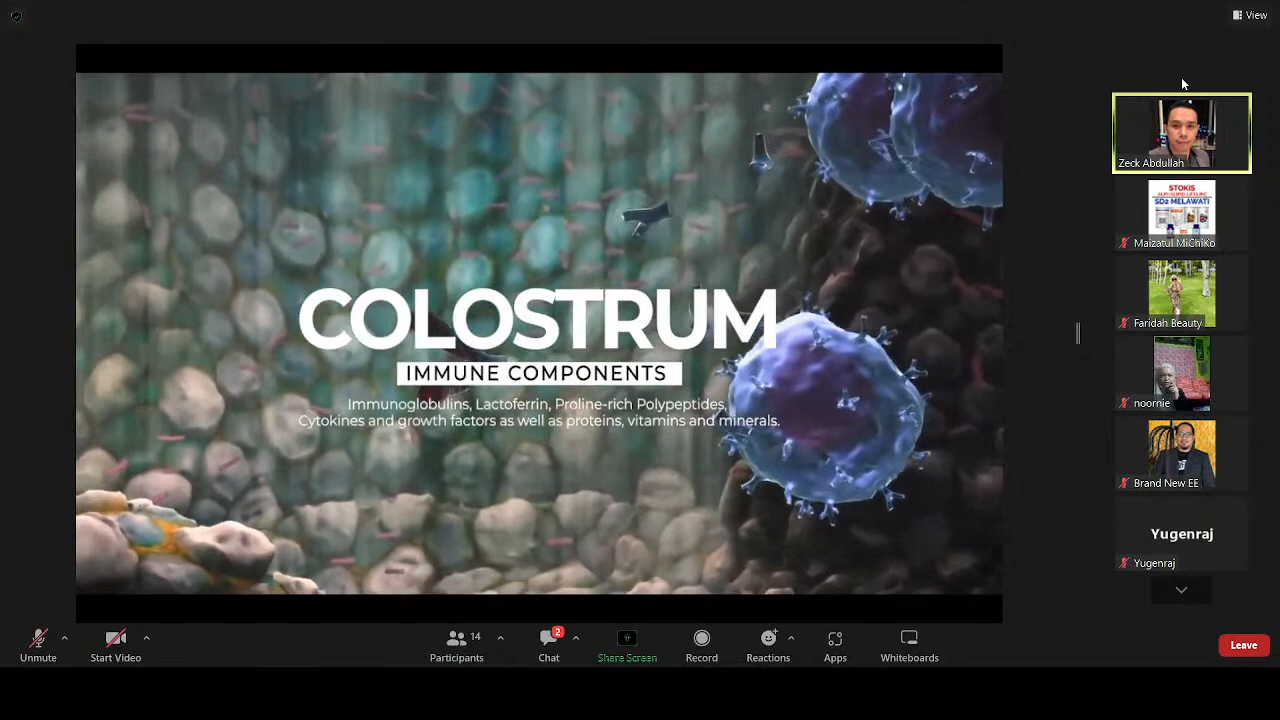 View
COLOSTRUM
IMMUNE COMPONENTS
Immunoglobulins, Lactoferrin, Proline-rich Polypeptides,
Cytokines and growth factors as well as proteins, vitamins and minerals.
Zeck Abdullah
STOKIS
SD2 MELAWATI
Maizatul MiChiKo
Faridah Beauty
noornie
Brand New EE
Yugenraj
Yugenraj
Unmute
Start Video
Participants
14
Chat
2
Share Screen
Record
Reactions
Apps
Whiteboards
Leave